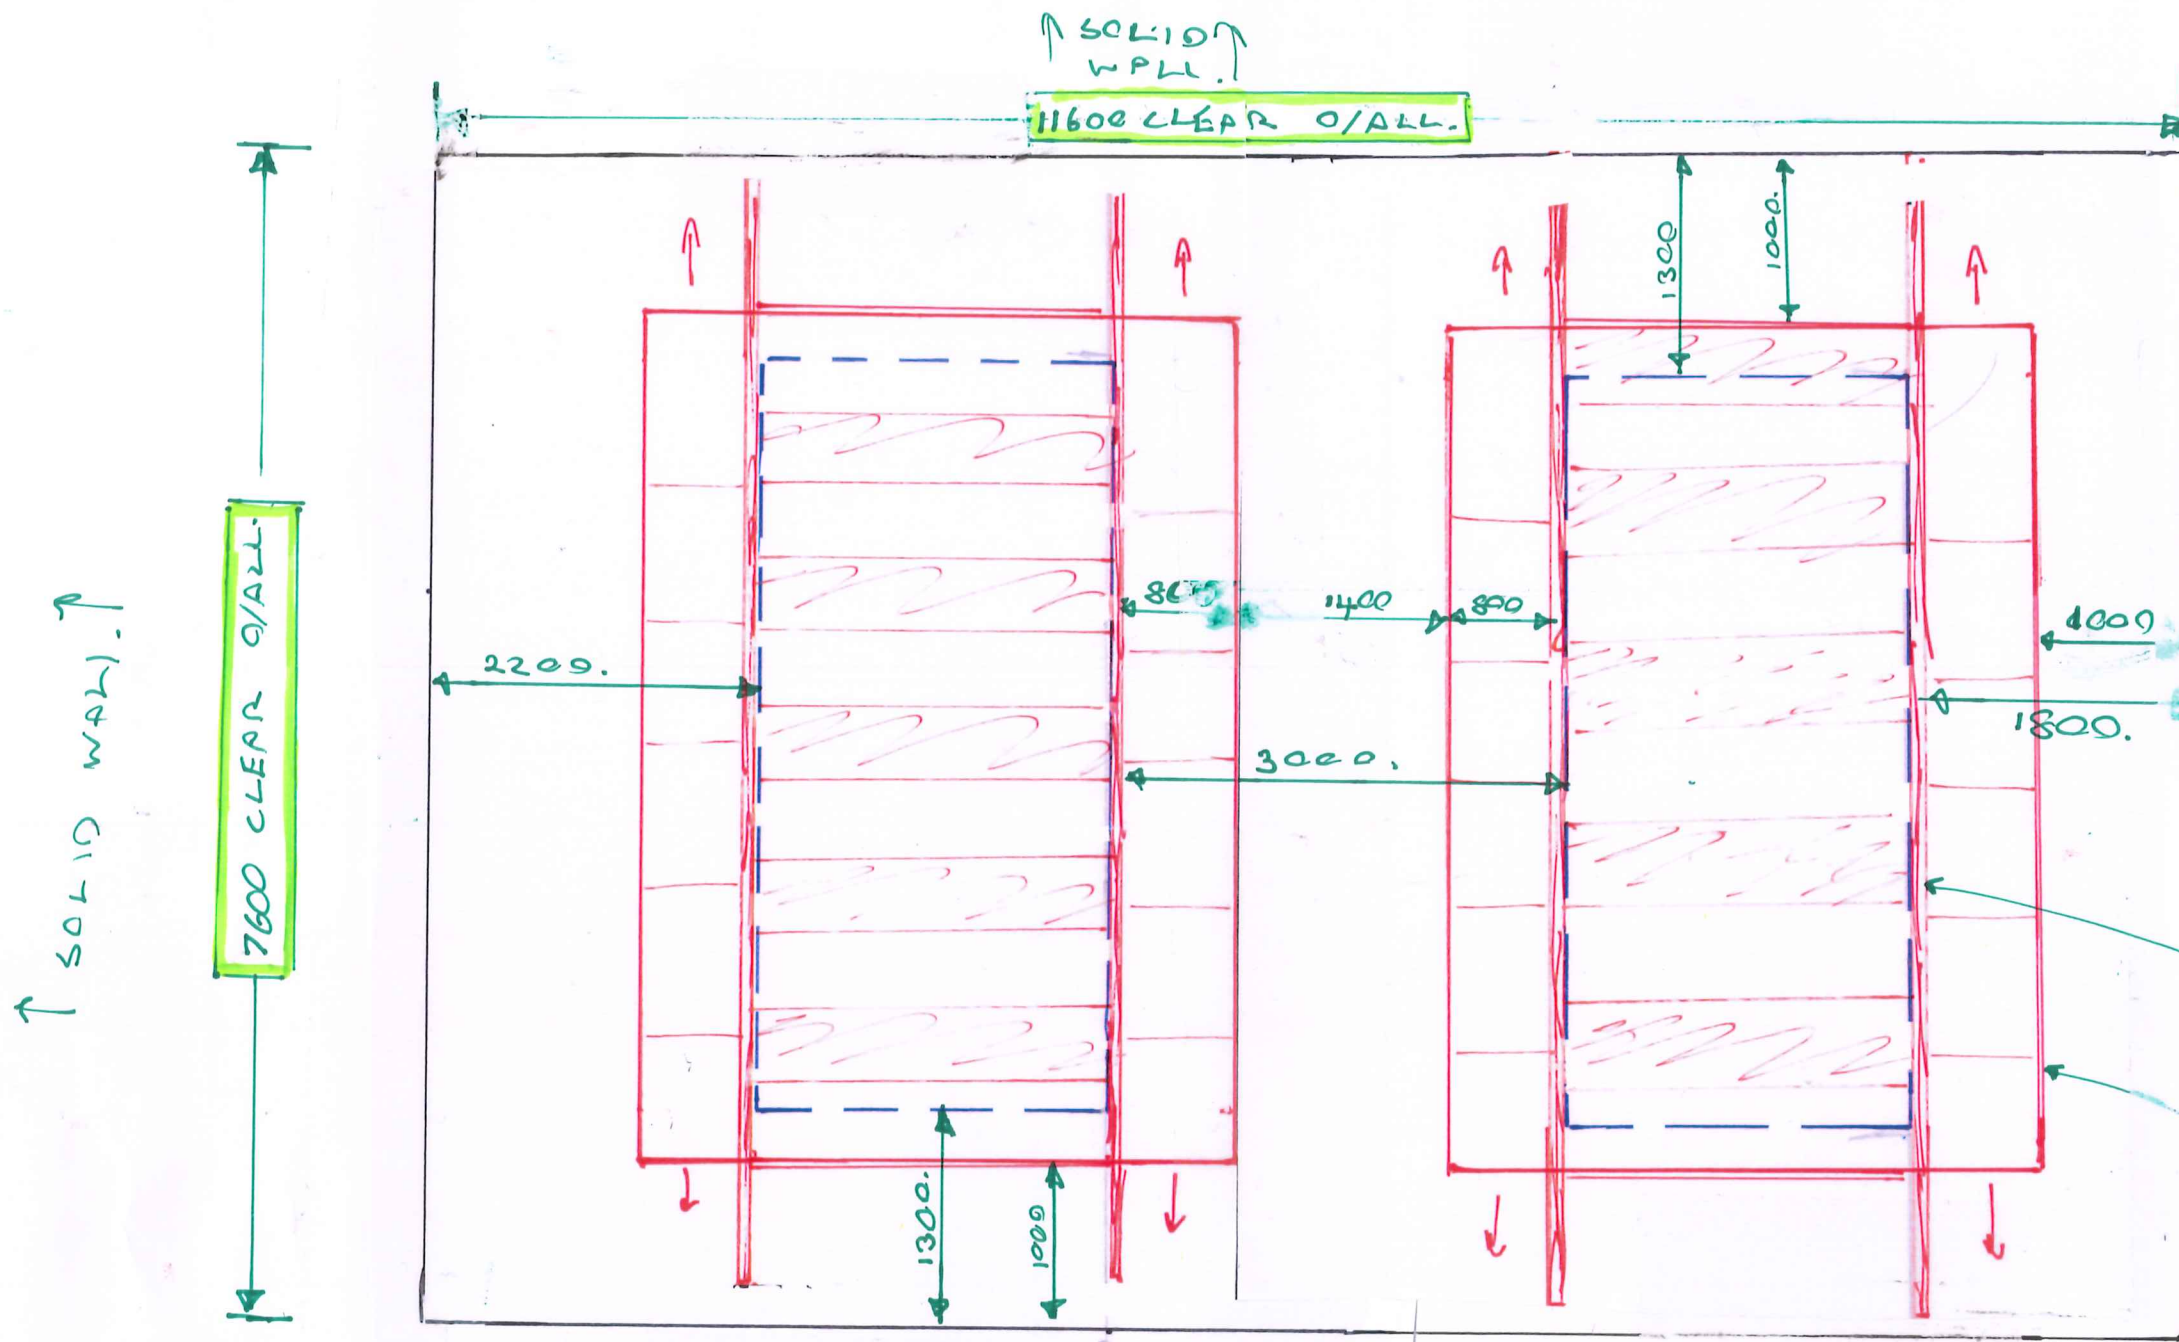 ↑ SOLID ↑
WALL.
11600 CLEAR O/ALL.
1300
1000.
7600 CLEAR O/ALL.
↑ SOLID WALL. ↑
800
1400
800
1000
2200.
1800.
3000.
1300.
1000